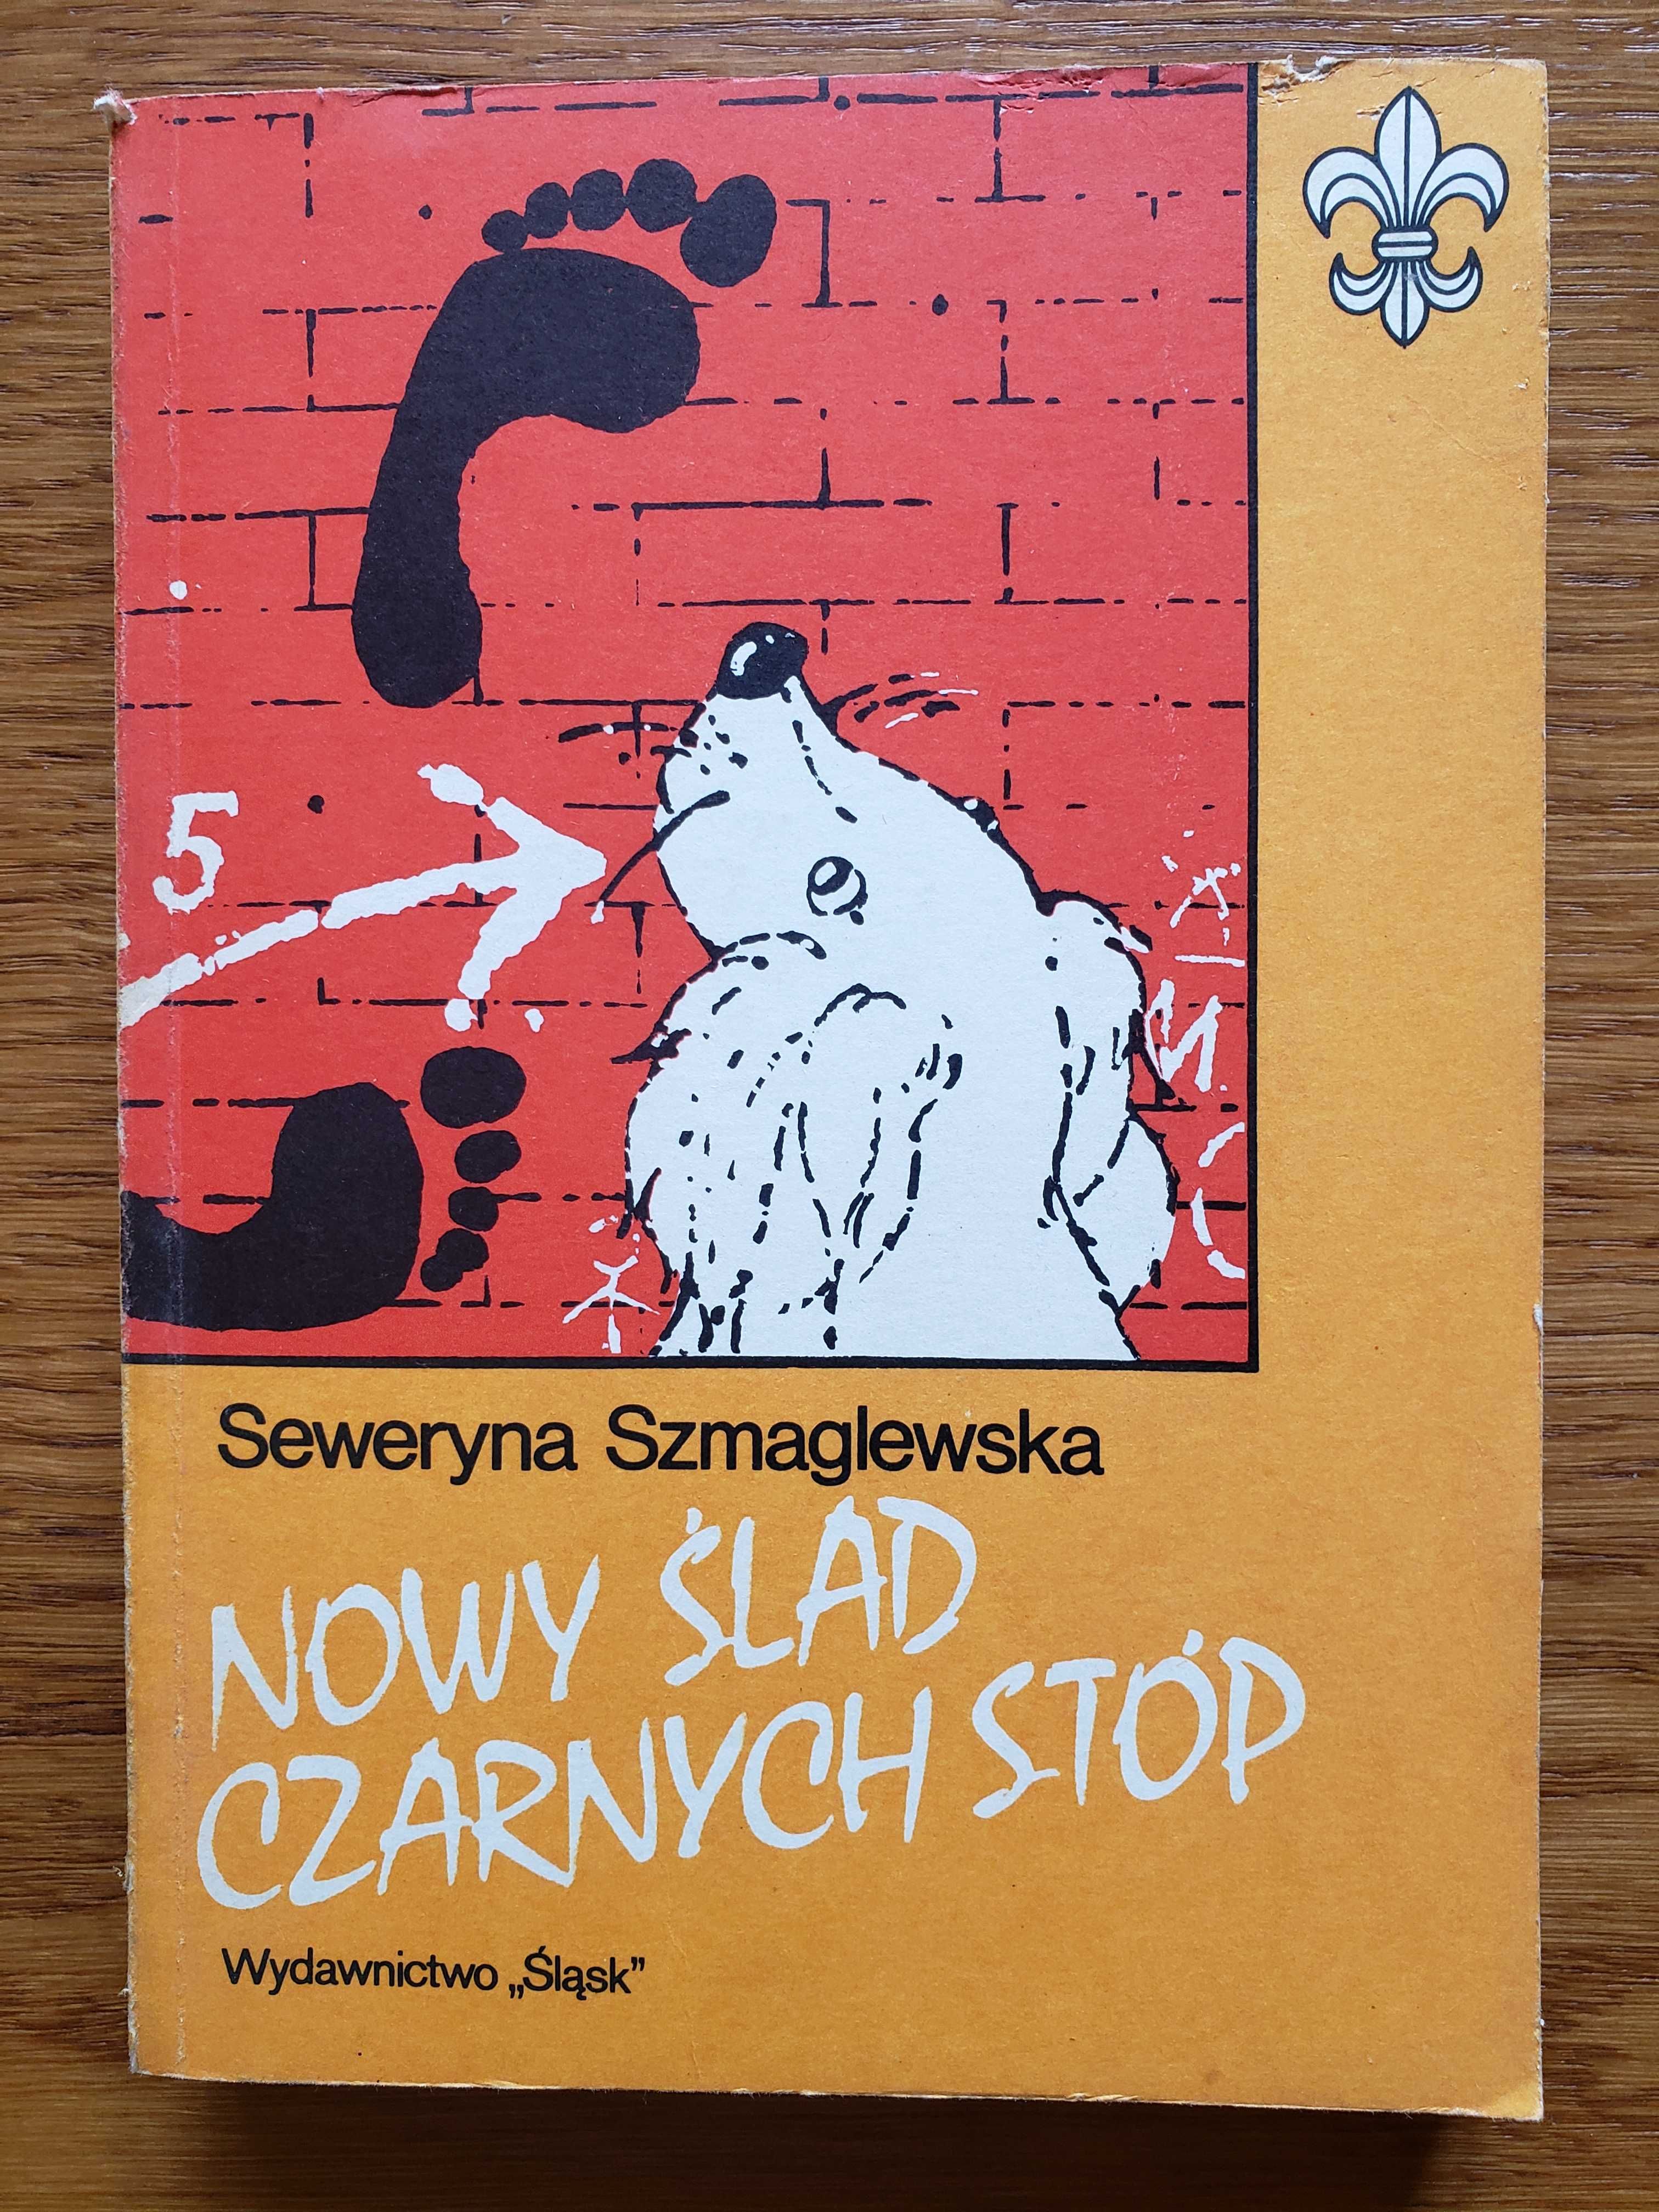 5
Seweryna Szmaglewska
NOWY ŚLAD
CZARNYCH STÓP
Wydawnictwo „Śląsk”